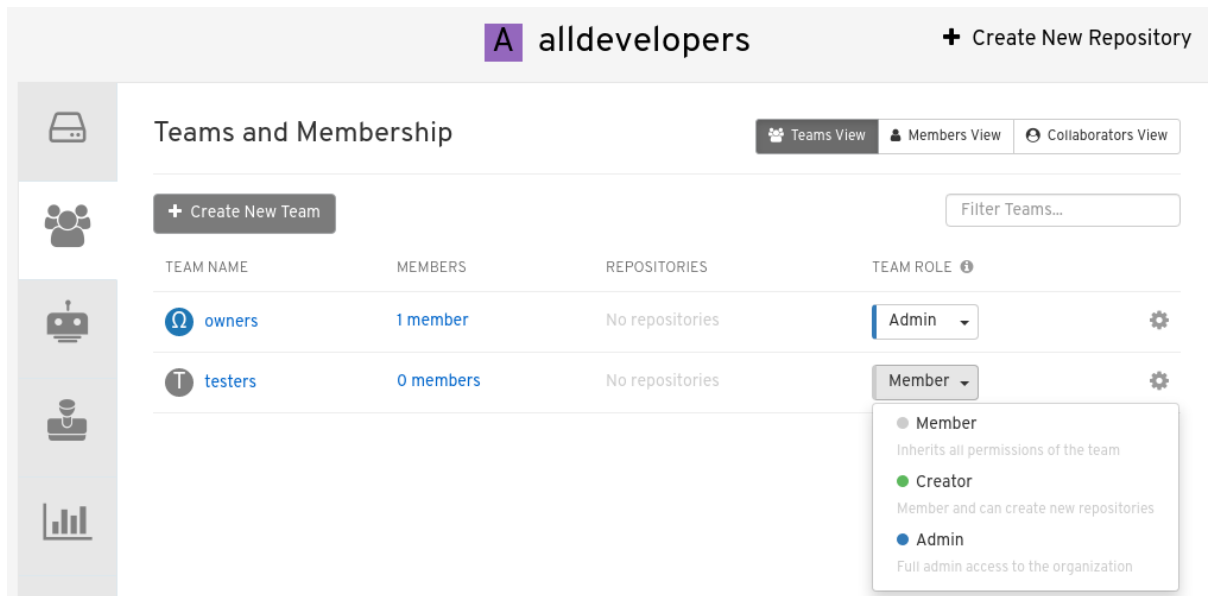 A alldevelopers + Create New Repository
Teams and Membership
Teams View Members View Collaborators View
+ Create New Team Filter Teams...
TEAM NAME MEMBERS REPOSITORIES TEAM ROLE
Ω owners 1 member No repositories Admin
T testers 0 members No repositories Member
Member
Inherits all permissions of the team
Creator
Member and can create new repositories
Admin
Full admin access to the organization